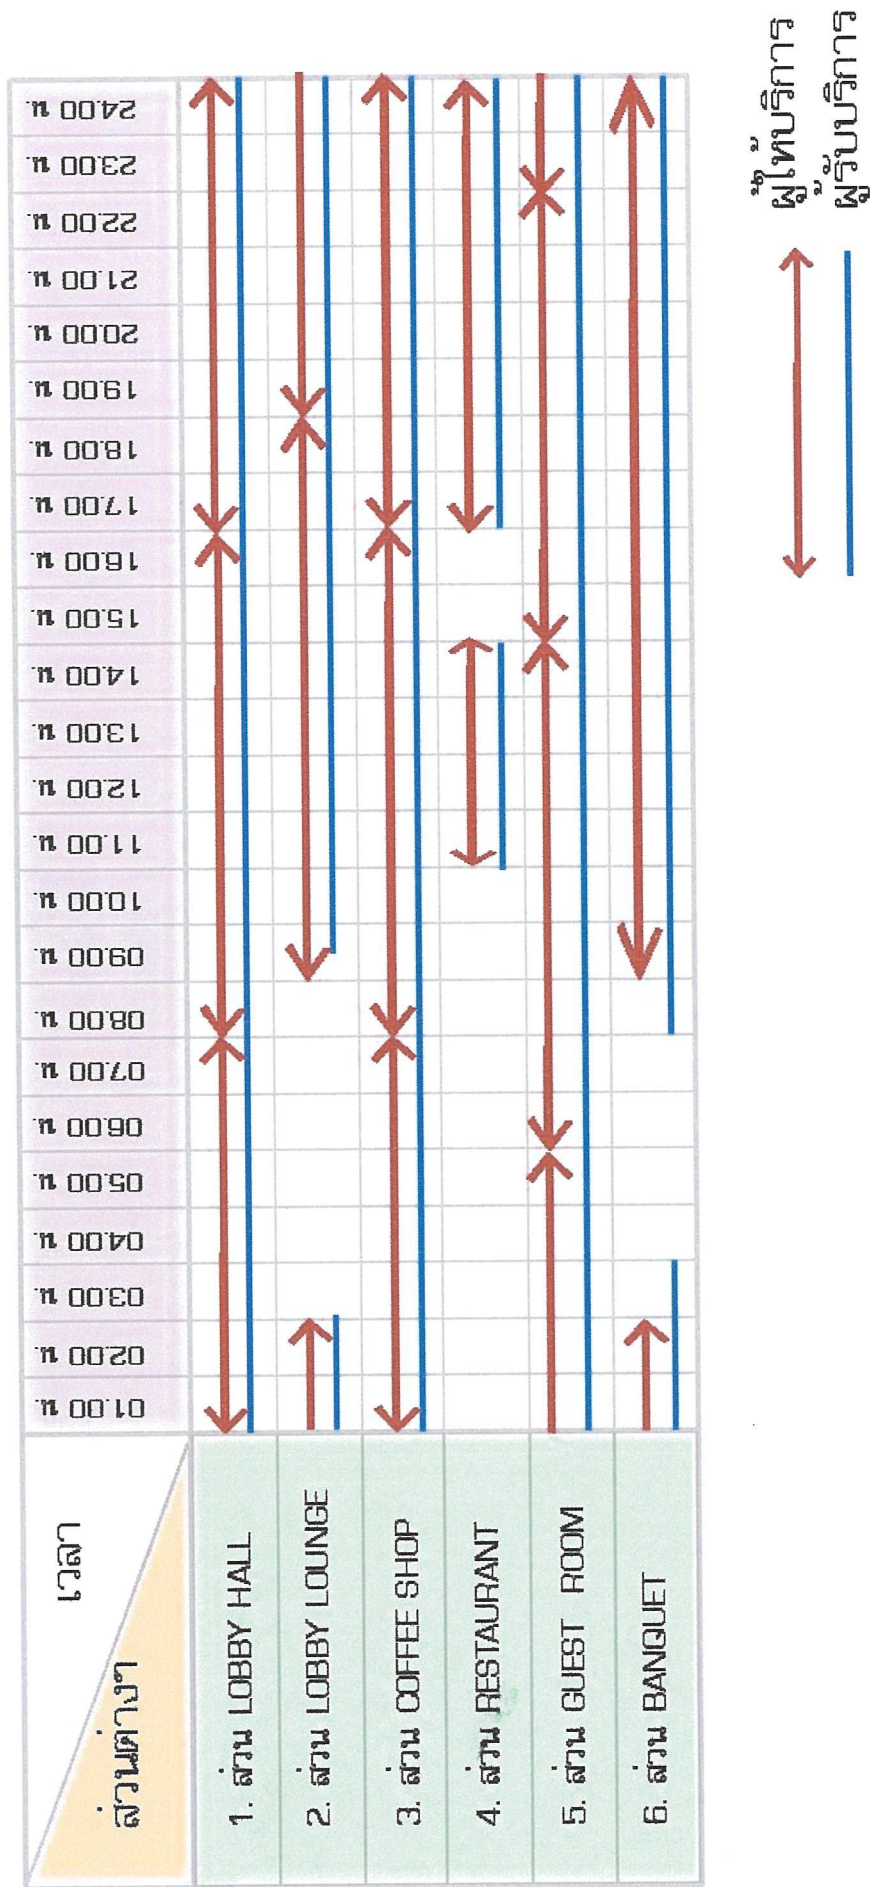 เวลา
ส่วนต่างๆ
01.00 น.
02.00 น.
03.00 น.
04.00 น.
05.00 น.
06.00 น.
07.00 น.
08.00 น.
09.00 น.
10.00 น.
11.00 น.
12.00 น.
13.00 น.
14.00 น.
15.00 น.
16.00 น.
17.00 น.
18.00 น.
19.00 น.
20.00 น.
21.00 น.
22.00 น.
23.00 น.
24.00 น.
1. ส่วน LOBBY HALL
2. ส่วน LOBBY LOUNGE
3. ส่วน COFFEE SHOP
4. ส่วน RESTAURANT
5. ส่วน GUEST ROOM
6. ส่วน BANQUET
ผู้ให้บริการ
ผู้รับบริการ